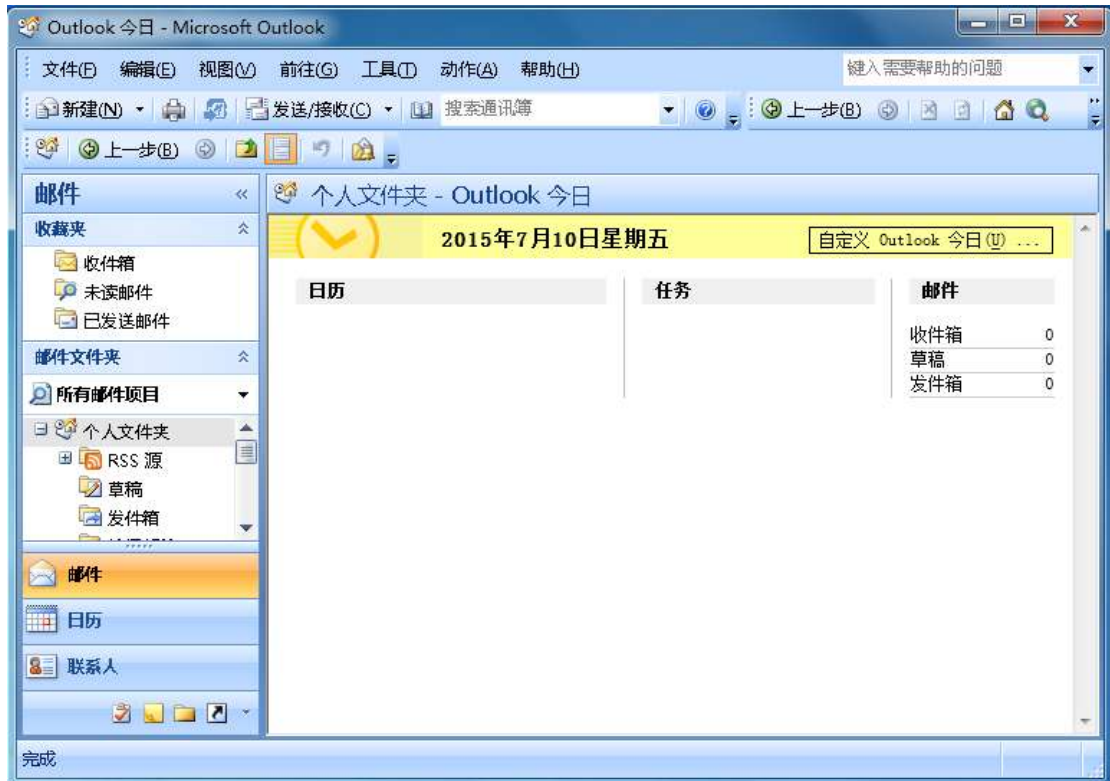 Outlook 今日 - Microsoft Outlook
文件(F) 编辑(E) 视图(V) 前往(G) 工具(T) 动作(A) 帮助(H) 键入需要帮助的问题
新建(N) 发送/接收(C) 搜索通讯簿 上一步(B)
上一步(B)
邮件
个人文件夹 - Outlook 今日
收藏夹
收件箱
未读邮件
已发送邮件
邮件文件夹
所有邮件项目
个人文件夹
RSS 源
草稿
发件箱
邮件
日历
联系人
2015年7月10日星期五 自定义 Outlook 今日(U) ...
日历 任务 邮件
收件箱 0
草稿 0
发件箱 0
完成